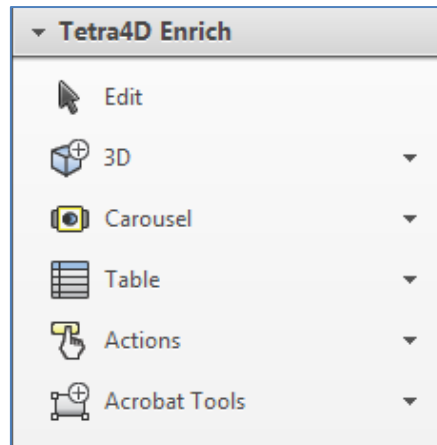 Tetra4D Enrich
Edit
3D
Carousel
Table
Actions
Acrobat Tools